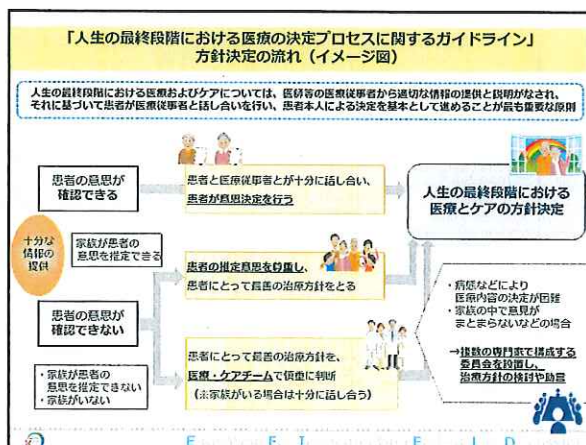 「人生の最終段階における医療の決定プロセスに関するガイドライン」
方針決定の流れ（イメージ図）
人生の最終段階における医療およびケアについては、医師等の医療従事者から適切な情報の提供と説明がなされ、
それに基づいて患者が医療従事者と話し合いを行い、患者本人による決定を基本として進めることが最も重要な原則
患者の意思が
確認できる
患者と医療従事者とが十分に話し合い、
患者が意思決定を行う
人生の最終段階における
医療とケアの方針決定
十分な
情報の
提供
家族が患者の
意思を推定できる
患者の推定意思を尊重し、
患者にとって最善の治療方針をとる
患者の意思が
確認できない
・病態などにより
医療内容の決定が困難
・家族の中で意見が
まとまらないなどの場合
→複数の専門家で構成する
委員会を設置し、
治療方針の検討や助言
・家族が患者の
意思を推定できない
・家族がいない
患者にとって最善の治療方針を、
医療・ケアチームで慎重に判断
（※家族がいる場合は十分に話し合う）